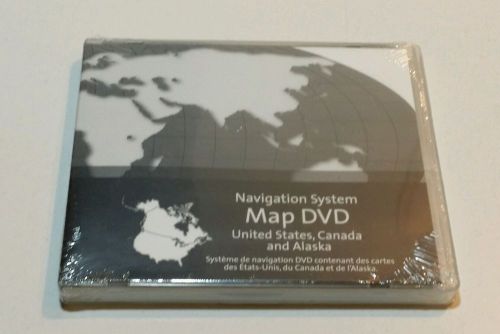 Navigation System
Map DVD
United States, Canada
and Alaska
Système de navigation DVD contenant des cartes
des États-Unis, du Canada et de l'Alaska.